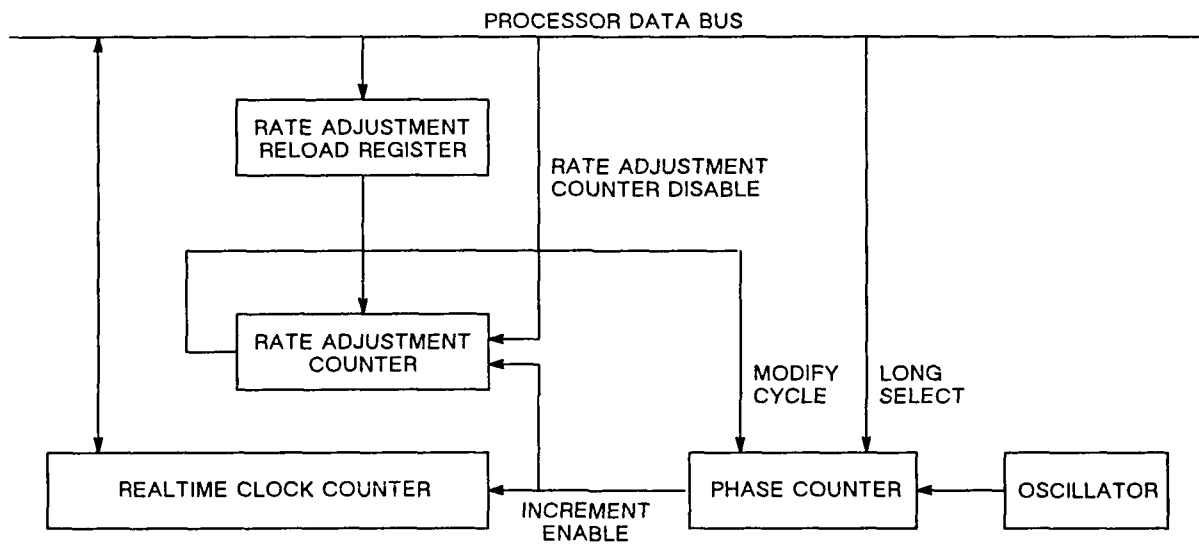 PROCESSOR DATA BUS
RATE ADJUSTMENT
RELOAD REGISTER
RATE ADJUSTMENT
COUNTER DISABLE
RATE ADJUSTMENT
COUNTER
MODIFY
CYCLE
LONG
SELECT
REALTIME CLOCK COUNTER
INCREMENT
ENABLE
PHASE COUNTER
OSCILLATOR